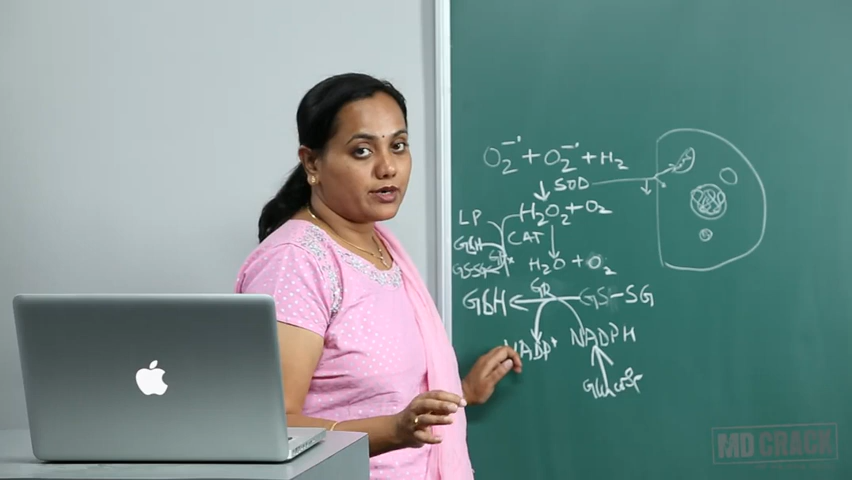 O₂⁻˙ + O₂⁻˙ + H₂
SOD
H₂O₂ + O₂
LP
CAT
GSH
GSSG
H₂O + O₂
GR
GSH GS-SG
NADP+ NADPH
Glucose
MD CRACK